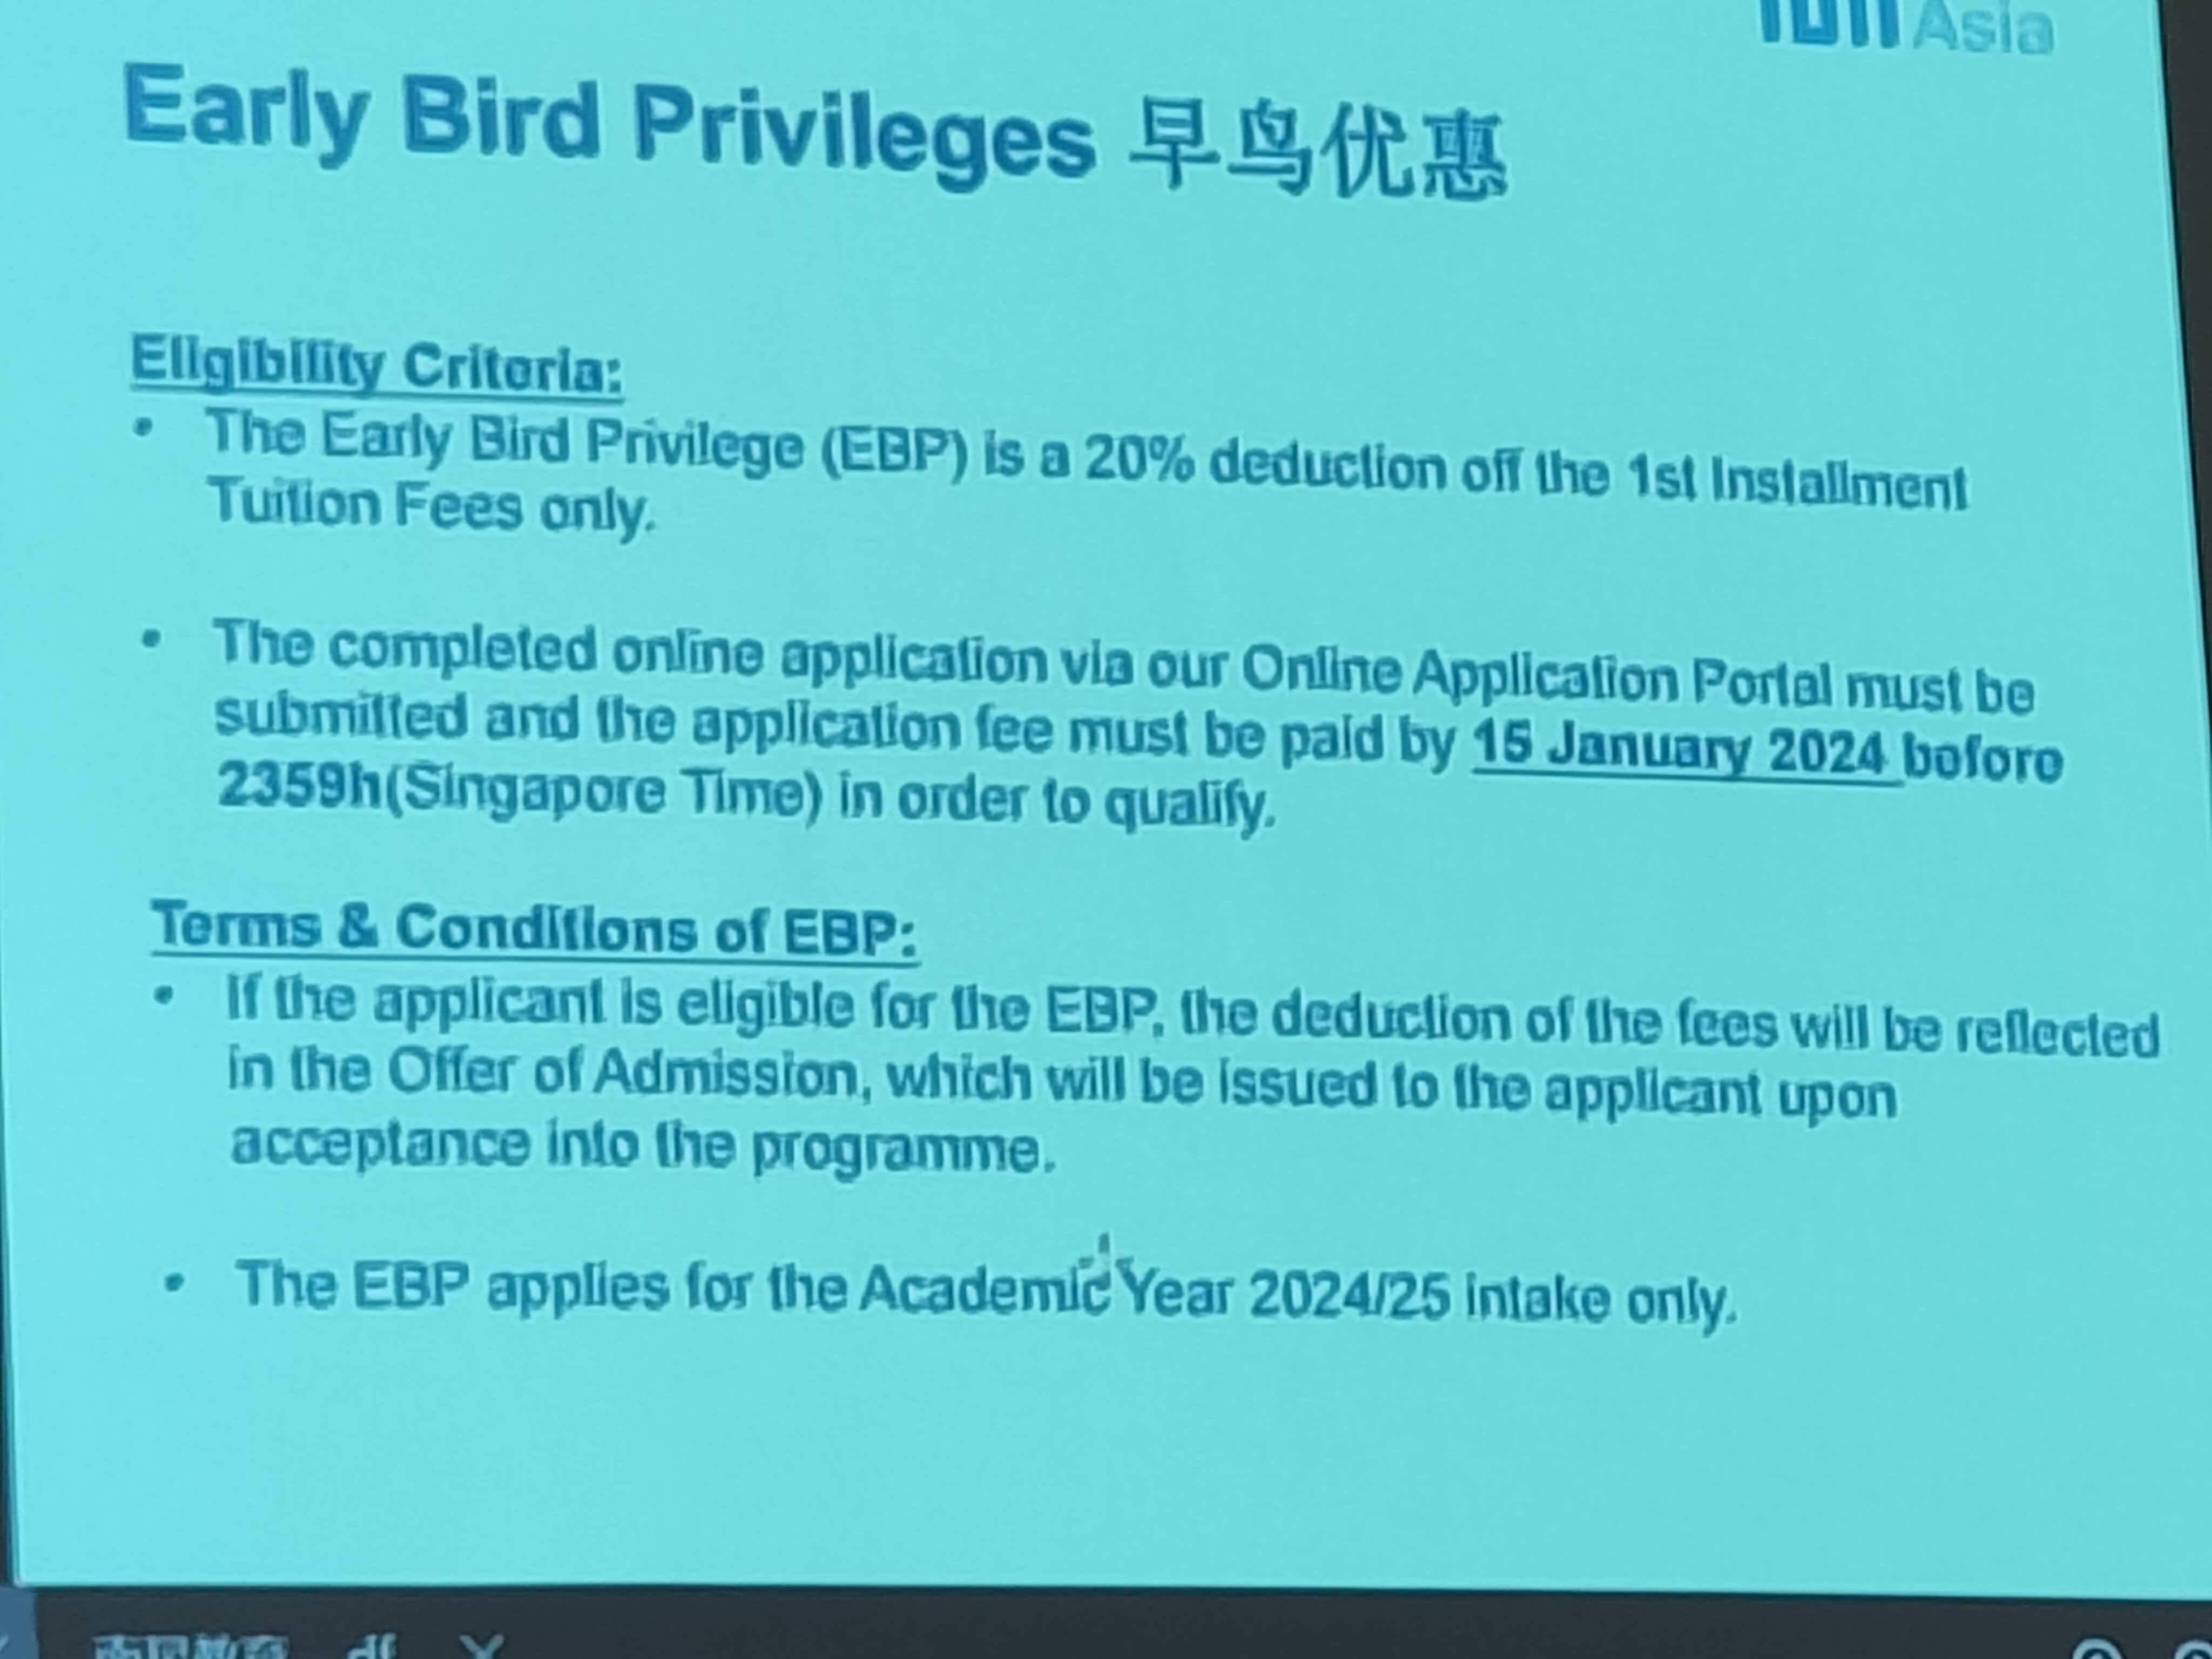 Asia
Early Bird Privileges 早鸟优惠
Eligibility Criteria:
• The Early Bird Privilege (EBP) is a 20% deduction off the 1st Installment
Tuition Fees only.
• The completed online application via our Online Application Portal must be
submitted and the application fee must be paid by 15 January 2024 before
2359h(Singapore Time) in order to qualify.
Terms & Conditions of EBP:
• If the applicant is eligible for the EBP, the deduction of the fees will be reflected
in the Offer of Admission, which will be issued to the applicant upon
acceptance into the programme.
• The EBP applies for the Academic Year 2024/25 intake only.